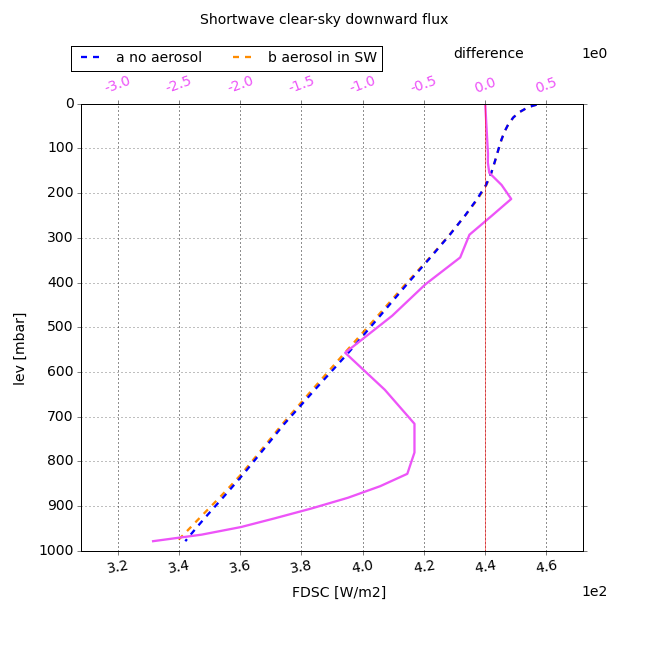 Shortwave clear-sky downward flux
a no aerosol b aerosol in SW difference 1e0
-3.0 -2.5 -2.0 -1.5 -1.0 -0.5 0.0 0.5
0
100
200
300
400
500
600
700
800
900
1000
lev [mbar]
3.2 3.4 3.6 3.8 4.0 4.2 4.4 4.6
FDSC [W/m2] 1e2